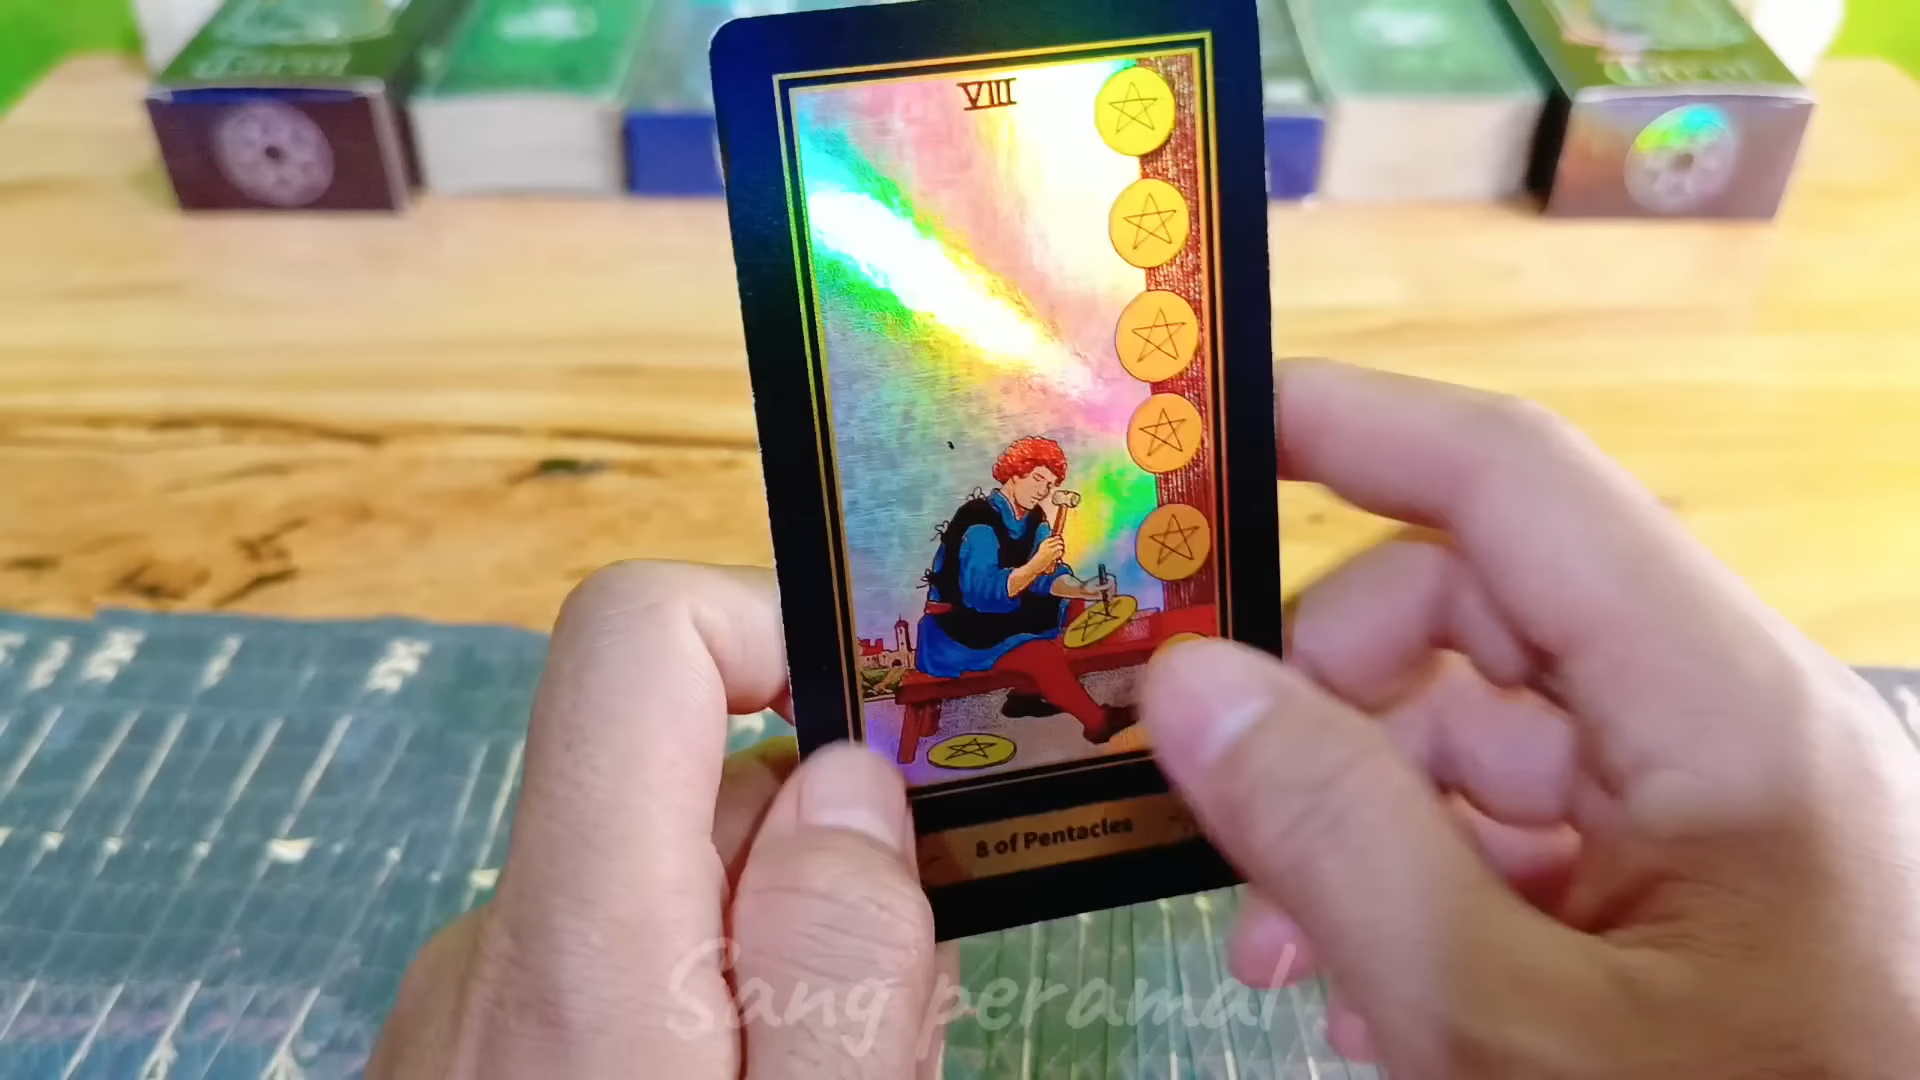 VIII
8 of Pentacles
Sang peramal